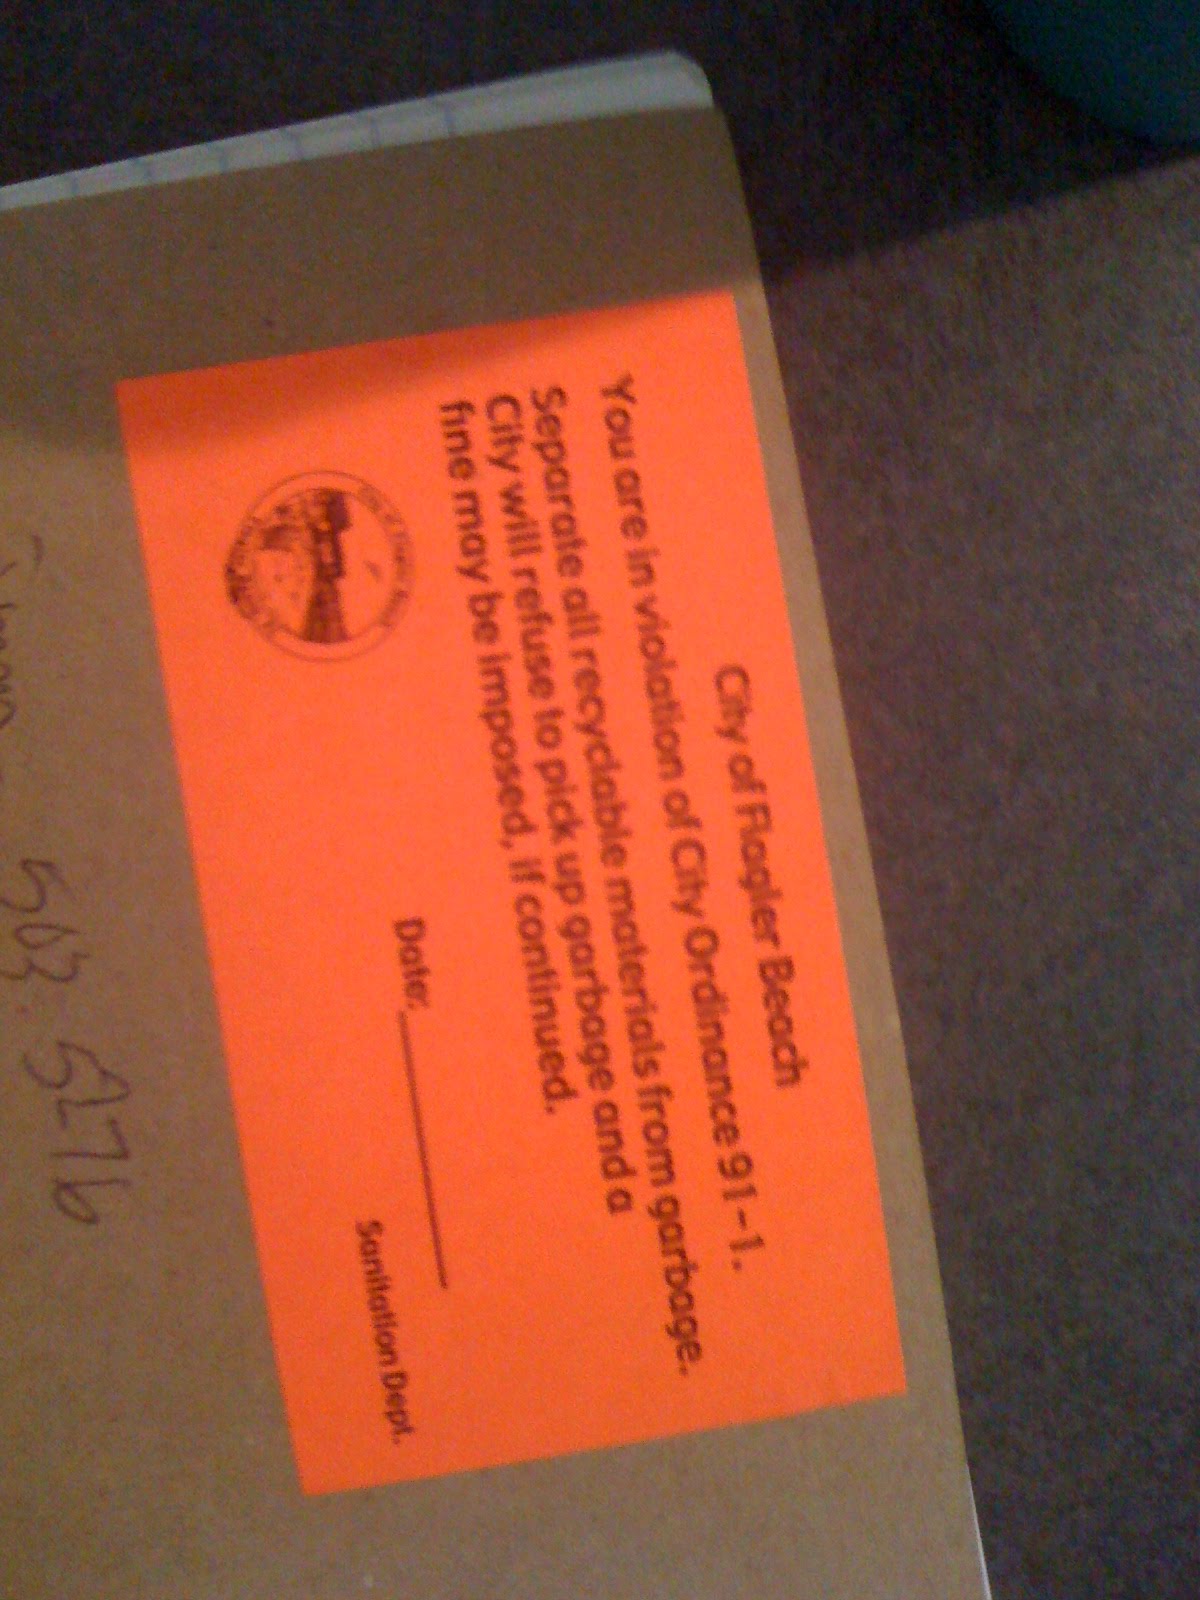 City of Flagler Beach
You are in violation of City Ordinance 91-1.
Separate all recyclable materials from garbage.
City will refuse to pick up garbage and a
fine may be imposed, if continued.
Date:
Sanitation Dept.
563-5276